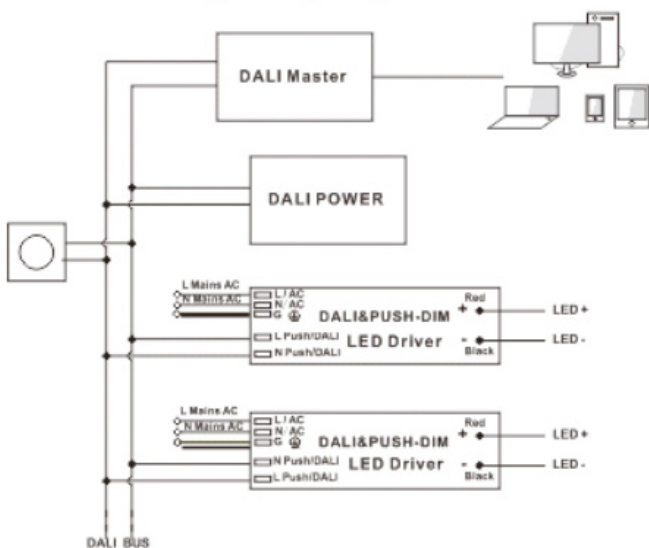 DALI Master
DALI POWER
L Mains AC
N Mains AC
L/AC
N/AC
G
DALI&PUSH-DIM
LED Driver
L Push/DALI
N Push/DALI
Red
+
-
Black
LED +
LED -
L Mains AC
N Mains AC
L/AC
N/AC
G
DALI&PUSH-DIM
LED Driver
N Push/DALI
L Push/DALI
Red
+
-
Black
LED +
LED -
DALI BUS